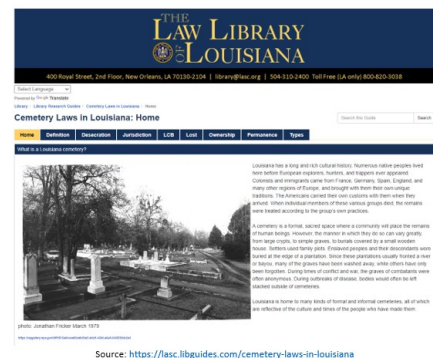 THE
LAW LIBRARY
OF LOUISIANA
400 Royal Street, 2nd Floor, New Orleans, LA 70130-2104 | library@lasc.org | 504-310-2400 Toll Free (LA only) 800-820-3038
Select Language
Powered by Translate
Library Library Research Guides Cemetery Laws in Louisiana Home
Cemetery Laws in Louisiana: Home
Search this Guide Search
Home Definition Desecration Jurisdiction LCB Lost Ownership Permanence Types
What is a Louisiana cemetery?
Louisiana has a long and rich cultural history. Numerous native peoples lived
here before European explorers, hunters, and trappers ever appeared.
Colonists and immigrants came from France, Germany, Spain, England, and
many other regions of Europe, and brought with them their own unique
traditions. The Americans carried their own customs with them when they
arrived. When individual members of these various groups died, the remains
were treated according to the group's own practices.
A cemetery is a formal, sacred space where a community will place the remains
of human beings. However, the manner in which they do so can vary greatly,
from large crypts, to simple graves, to burials covered by a small wooden
house. Settlers used family plots. Enslaved peoples and their descendants were
buried at the edge of a plantation. Since these plantations usually fronted a river
or bayou, many of the graves have been washed away, while others have only
been forgotten. During times of conflict and war, the graves of combatants were
often anonymous. During outbreaks of disease, bodies would often be left
stacked outside of cemeteries.
Louisiana is home to many kinds of formal and informal cemeteries, all of which
are reflective of the culture and times of the people who have made them.
photo: Jonathan Fricker March 1979
Source: https://lasc.libguides.com/cemetery-laws-in-louisiana